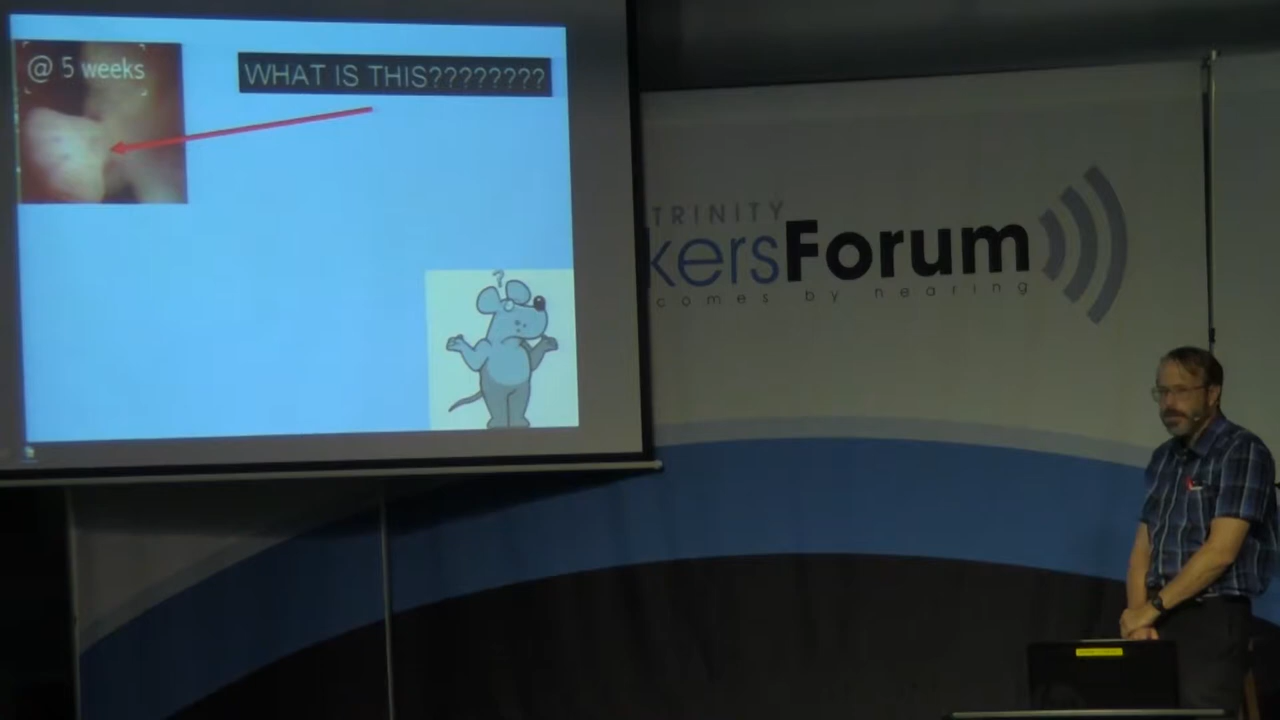 @ 5 weeks
WHAT IS THIS????????
?
TRINITY
kersForum
comes by hearing